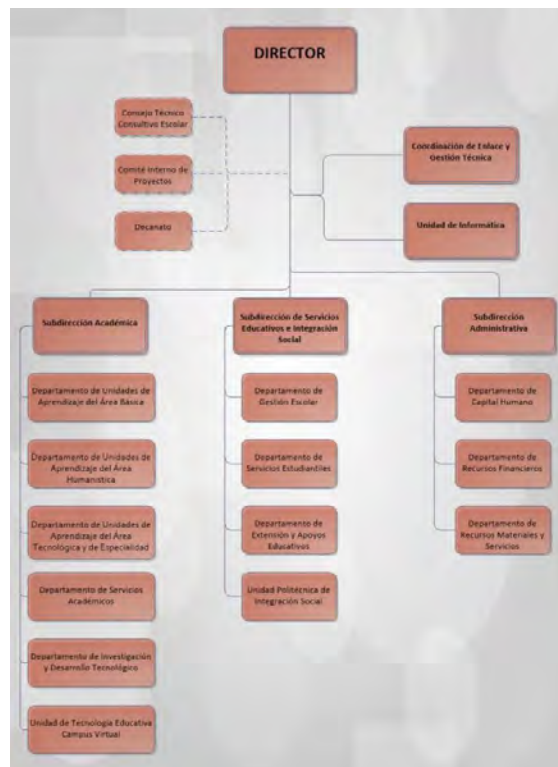 DIRECTOR
Consejo Técnico
Consultivo Escolar
Comité Interno de
Proyectos
Decanato
Coordinación de Enlace y
Gestión Técnica
Unidad de Informática
Subdirección Académica
Departamento de Unidades de
Aprendizaje del Área Básica
Departamento de Unidades de
Aprendizaje del Área
Humanística
Departamento de Unidades de
Aprendizaje del Área
Tecnológica y de Especialidad
Departamento de Servicios
Académicos
Departamento de Investigación
y Desarrollo Tecnológico
Unidad de Tecnología Educativa
Campus Virtual
Subdirección de Servicios
Educativos e Integración
Social
Departamento de
Gestión Escolar
Departamento de
Servicios Estudiantiles
Departamento de
Extensión y Apoyos
Educativos
Unidad Politécnica de
Integración Social
Subdirección
Administrativa
Departamento de
Capital Humano
Departamento de
Recursos Financieros
Departamento de
Recursos Materiales y
Servicios